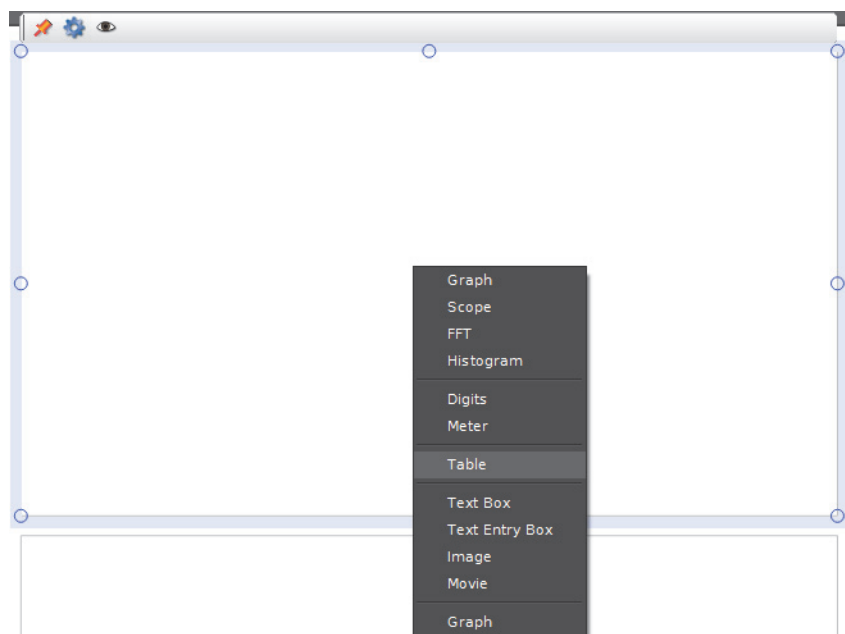 Graph
Scope
FFT
Histogram
Digits
Meter
Table
Text Box
Text Entry Box
Image
Movie
Graph